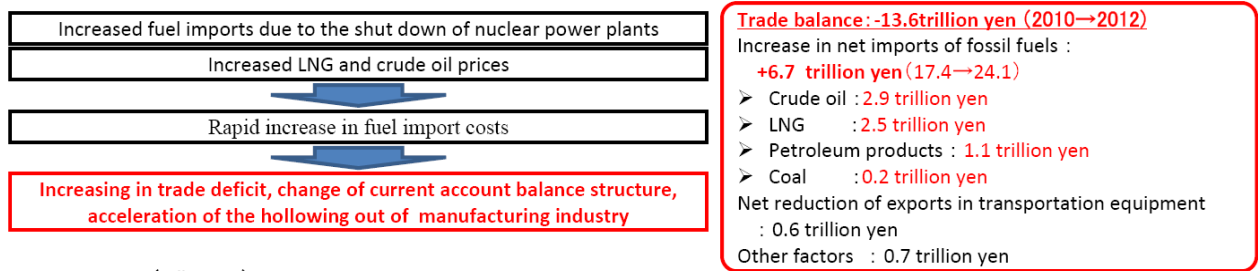 Increased fuel imports due to the shut down of nuclear power plants
Increased LNG and crude oil prices
Rapid increase in fuel import costs
Increasing in trade deficit, change of current account balance structure,
acceleration of the hollowing out of manufacturing industry
Trade balance：-13.6trillion yen（2010→2012）
Increase in net imports of fossil fuels：
+6.7 trillion yen（17.4→24.1）
➢ Crude oil：2.9 trillion yen
➢ LNG ：2.5 trillion yen
➢ Petroleum products：1.1 trillion yen
➢ Coal ：0.2 trillion yen
Net reduction of exports in transportation equipment
：0.6 trillion yen
Other factors ：0.7 trillion yen